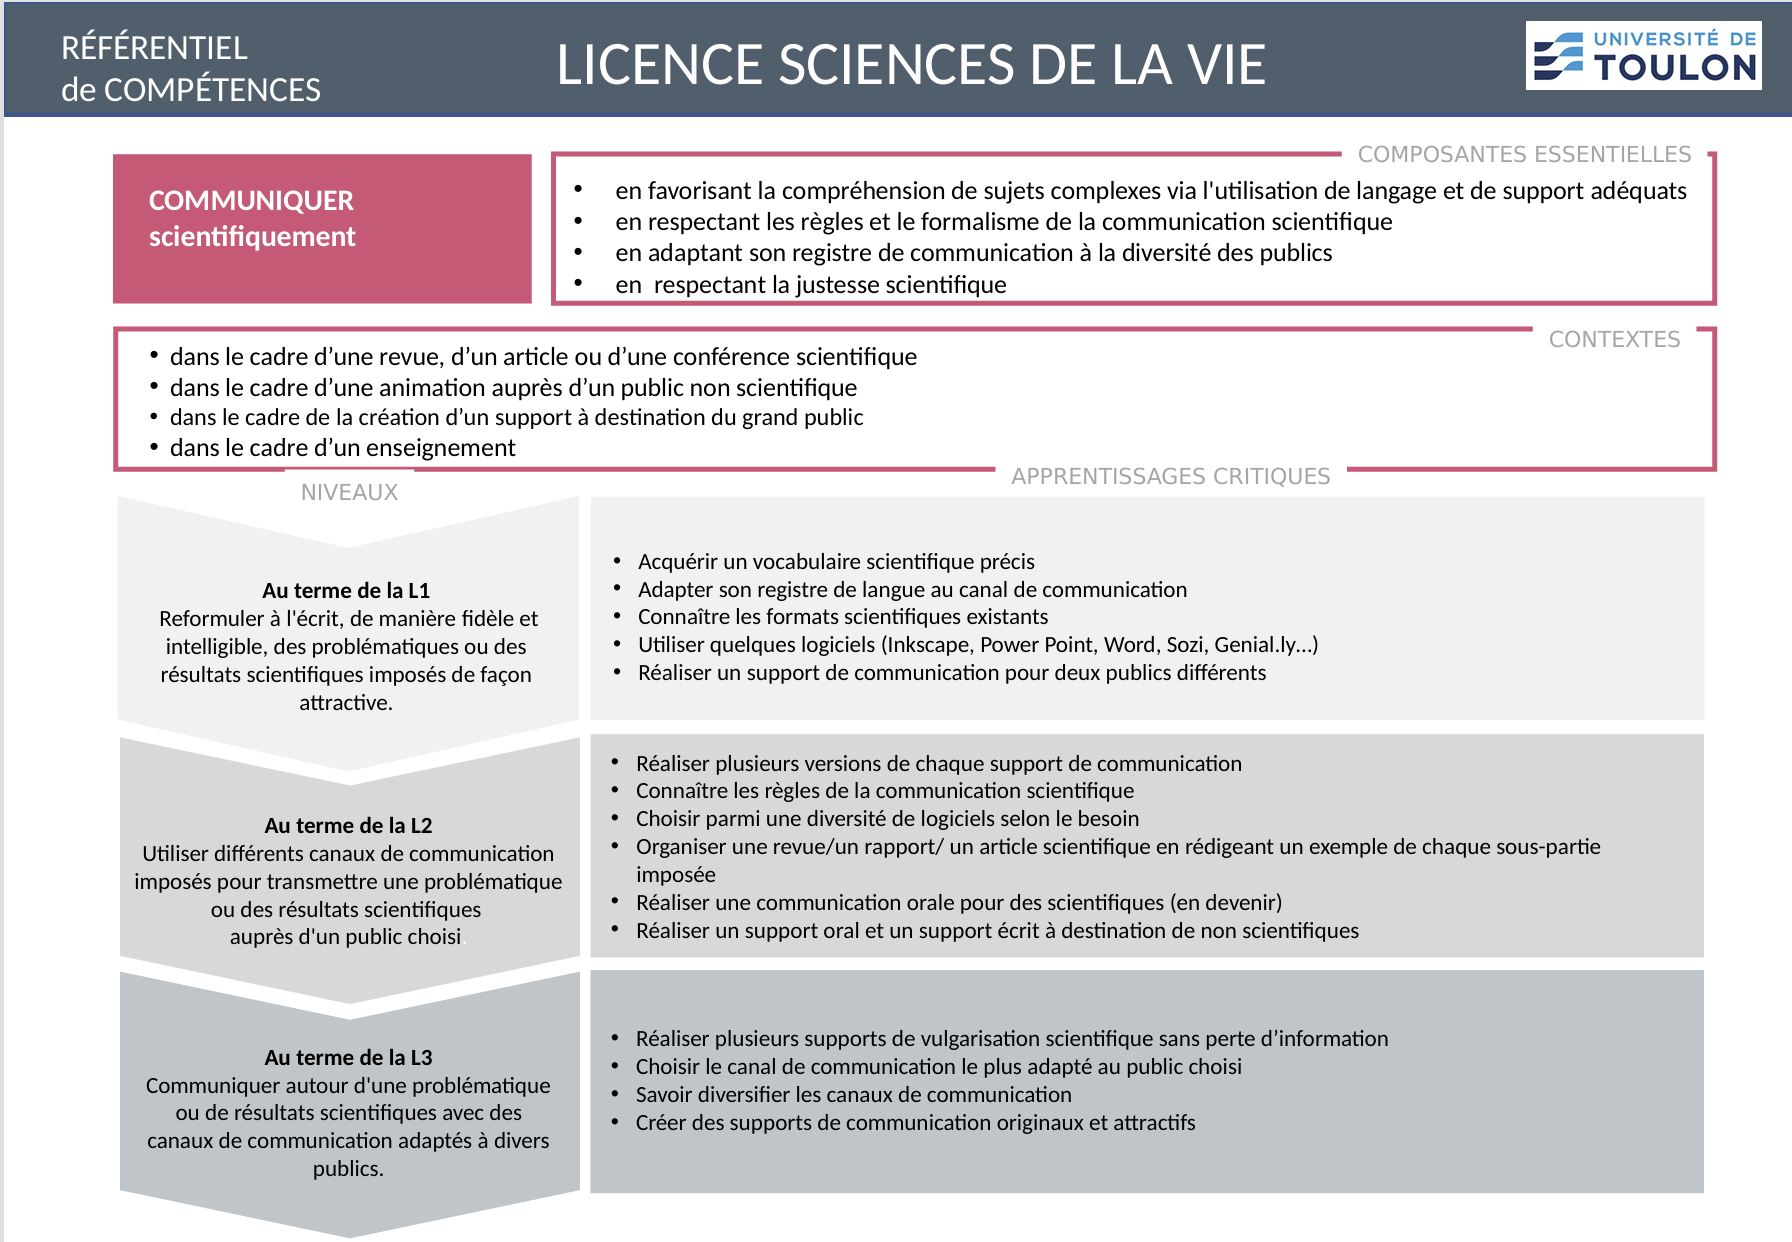 RÉFÉRENTIEL
de COMPÉTENCES
LICENCE SCIENCES DE LA VIE
UNIVERSITÉ DE
TOULON
COMMUNIQUER
scientifiquement
COMPOSANTES ESSENTIELLES
• en favorisant la compréhension de sujets complexes via l'utilisation de langage et de support adéquats
• en respectant les règles et le formalisme de la communication scientifique
• en adaptant son registre de communication à la diversité des publics
• en  respectant la justesse scientifique
CONTEXTES
• dans le cadre d’une revue, d’un article ou d’une conférence scientifique
• dans le cadre d’une animation auprès d’un public non scientifique
• dans le cadre de la création d’un support à destination du grand public
• dans le cadre d’un enseignement
NIVEAUX
APPRENTISSAGES CRITIQUES
Au terme de la L1
Reformuler à l'écrit, de manière fidèle et
intelligible, des problématiques ou des
résultats scientifiques imposés de façon
attractive.
• Acquérir un vocabulaire scientifique précis
• Adapter son registre de langue au canal de communication
• Connaître les formats scientifiques existants
• Utiliser quelques logiciels (Inkscape, Power Point, Word, Sozi, Genial.ly…)
• Réaliser un support de communication pour deux publics différents
Au terme de la L2
Utiliser différents canaux de communication
imposés pour transmettre une problématique
ou des résultats scientifiques
auprès d'un public choisi.
• Réaliser plusieurs versions de chaque support de communication
• Connaître les règles de la communication scientifique
• Choisir parmi une diversité de logiciels selon le besoin
• Organiser une revue/un rapport/ un article scientifique en rédigeant un exemple de chaque sous-partie
imposée
• Réaliser une communication orale pour des scientifiques (en devenir)
• Réaliser un support oral et un support écrit à destination de non scientifiques
Au terme de la L3
Communiquer autour d'une problématique
ou de résultats scientifiques avec des
canaux de communication adaptés à divers
publics.
• Réaliser plusieurs supports de vulgarisation scientifique sans perte d’information
• Choisir le canal de communication le plus adapté au public choisi
• Savoir diversifier les canaux de communication
• Créer des supports de communication originaux et attractifs